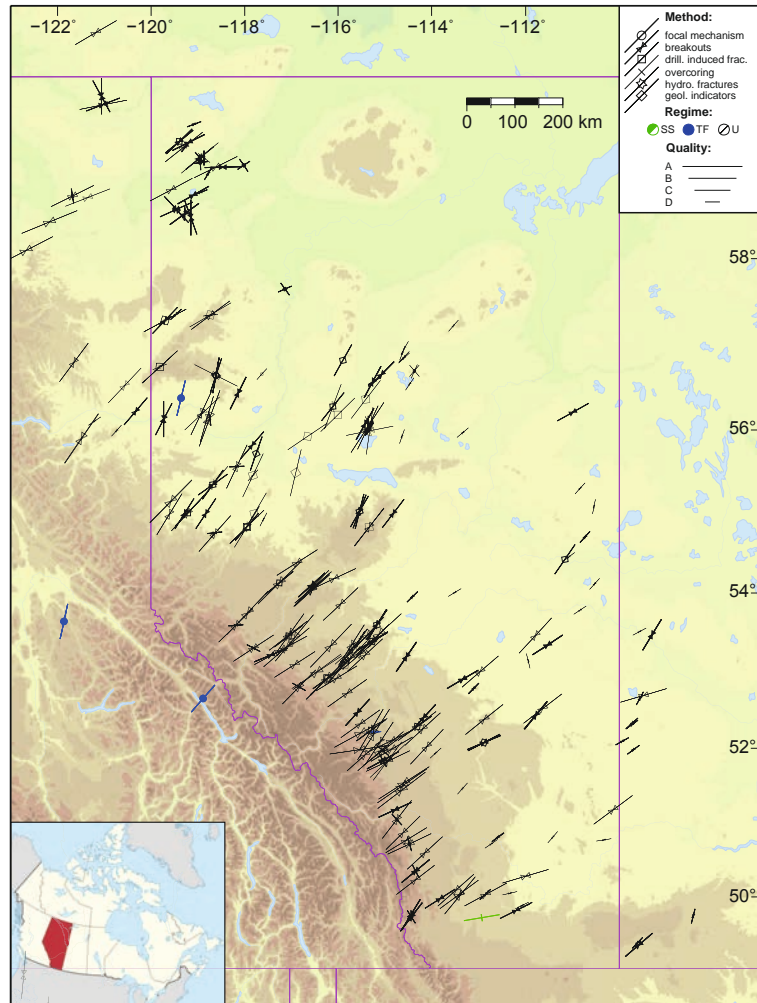 −122° −120° −118° −116° −114° −112°
Method:
focal mechanism
breakouts
drill. induced frac.
overcoring
hydro. fractures
geol. indicators
Regime:
SS TF U
Quality:
A
B
C
D
0 100 200 km
58°
56°
54°
52°
50°